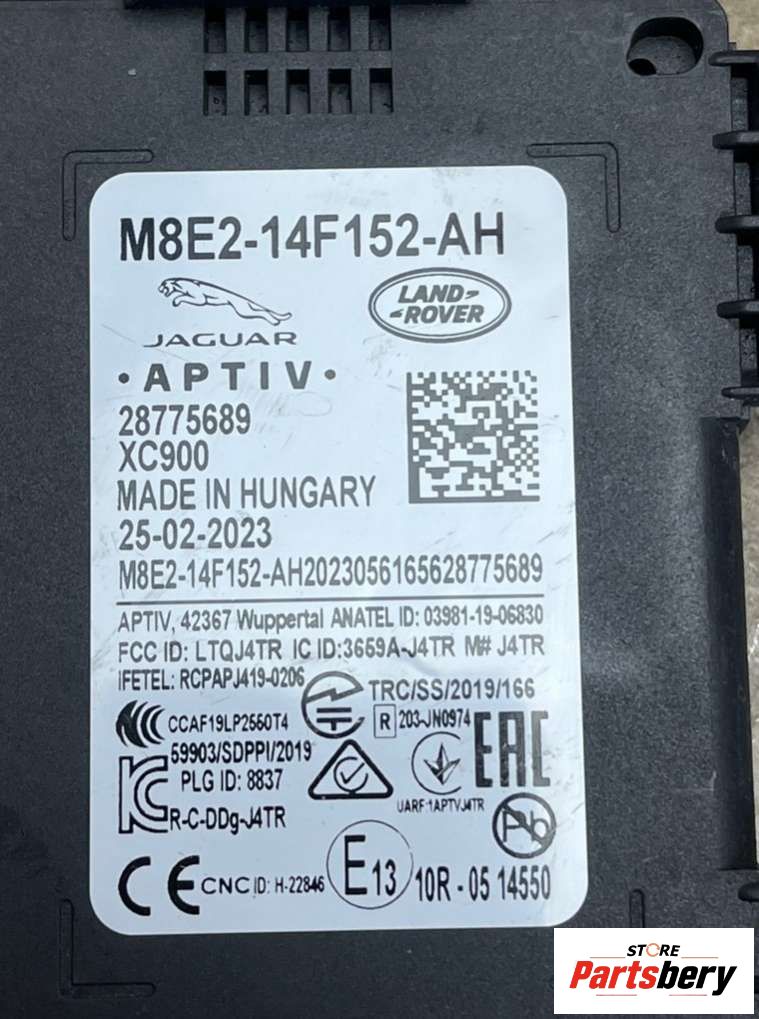 M8E2-14F152-AH
JAGUAR
LAND-
-ROVER
·APTIV·
28775689
XC900
MADE IN HUNGARY
25-02-2023
M8E2-14F152-AH2023056165628775689
APTIV, 42367 Wuppertal ANATEL ID: 03981-19-06830
FCC ID: LTQJ4TR IC ID:3659A-J4TR M# J4TR
IFETEL: RCPAPJ419-0206
TRC/SS/2019/166
CCAF19LP2550T4
R 203-JN0974
59903/SDPPI/2019
EAC
PLG ID: 8837
UARF:1APTVJ4TR
R-C-DDg-J4TR
Pb
CE CNC ID: H-22846 E13 10R - 05 14550
STORE
Partsbery